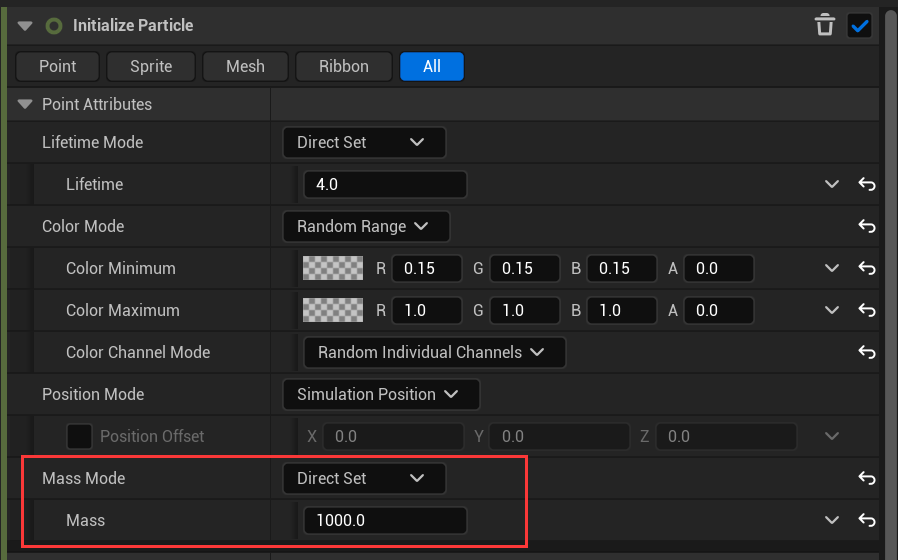 Initialize Particle
Point Sprite Mesh Ribbon All
Point Attributes
Lifetime Mode Direct Set
Lifetime 4.0
Color Mode Random Range
Color Minimum R 0.15 G 0.15 B 0.15 A 0.0
Color Maximum R 1.0 G 1.0 B 1.0 A 0.0
Color Channel Mode Random Individual Channels
Position Mode Simulation Position
Position Offset X 0.0 Y 0.0 Z 0.0
Mass Mode Direct Set
Mass 1000.0